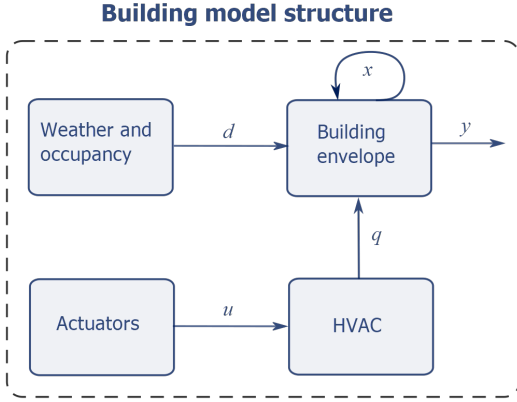 Building model structure
x
Weather and
occupancy
d
Building
envelope
y
q
Actuators
u
HVAC